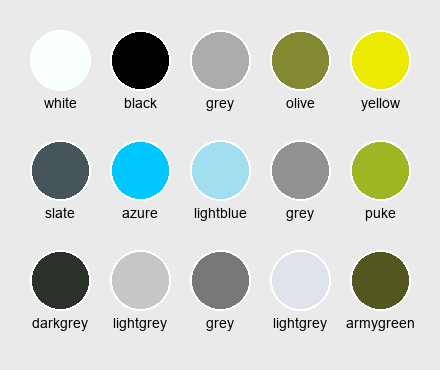 white black grey olive yellow
slate azure lightblue grey puke
darkgrey lightgrey grey lightgrey armygreen